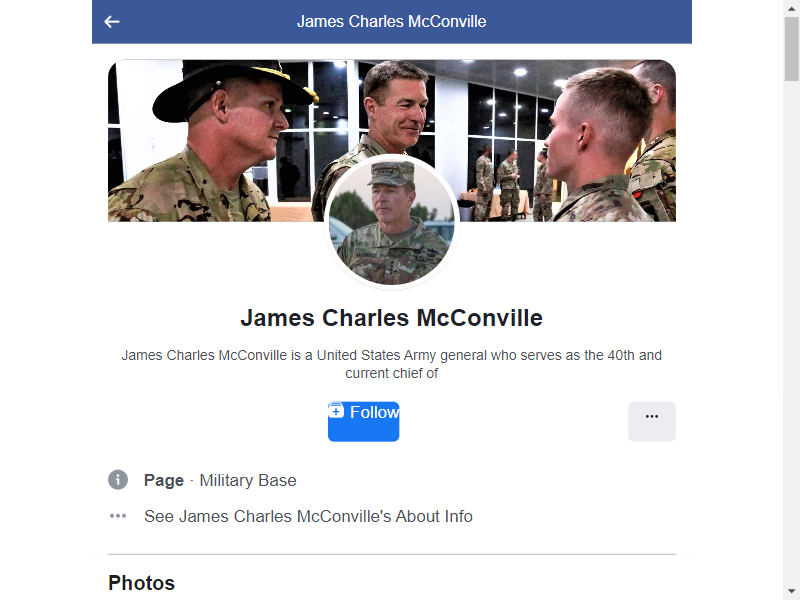 James Charles McConville
James Charles McConville
James Charles McConville is a United States Army general who serves as the 40th and
current chief of
Follow
Page · Military Base
See James Charles McConville's About Info
Photos